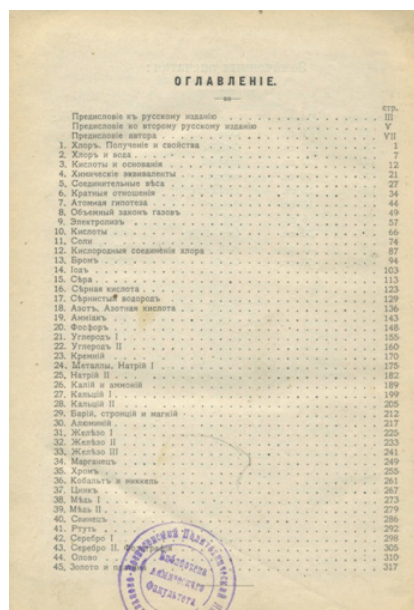 ОГЛАВЛЕНІЕ.
стр.
Предисловіе къ русскому изданію III
Предисловіе ко второму русскому изданію V
Предисловіе автора VII
1. Хлоръ. Полученіе и свойства 1
2. Хлоръ и вода 7
3. Кислоты и основанія 12
4. Химическіе эквиваленты 21
5. Соединительные вѣса 27
6. Кратныя отношенія 34
7. Атомная гипотеза 44
8. Объемный законъ газовъ 49
9. Электролизъ 57
10. Кислоты 66
11. Соли 74
12. Кислородныя соединенія хлора 87
13. Бромъ 94
14. Іодъ 103
15. Сѣра 113
16. Сѣрная кислота 123
17. Сѣрнистый водородъ 129
18. Азотъ, Азотная кислота 136
19. Амміакъ 143
20. Фосфоръ 148
21. Углеродъ I 155
22. Углеродъ II 160
23. Кремній 170
24. Металлы, Натрій I 175
25. Натрій II 182
26. Калій и аммоній 189
27. Кальцій I 199
28. Кальцій II 205
29. Барій, стронцій и магній 212
30. Алюминій 217
31. Желѣзо I 225
32. Желѣзо II 233
33. Желѣзо III 241
34. Марганецъ 249
35. Хромъ 255
36. Кобальтъ и никкель 261
37. Цинкъ 267
38. Мѣдь I 273
39. Мѣдь II 279
40. Свинецъ 286
41. Ртуть 292
42. Серебро I 298
43. Серебро II. Фотографія 305
44. Олово 310
45. Золото и 317
Библіотека
Химическаго
Факультета